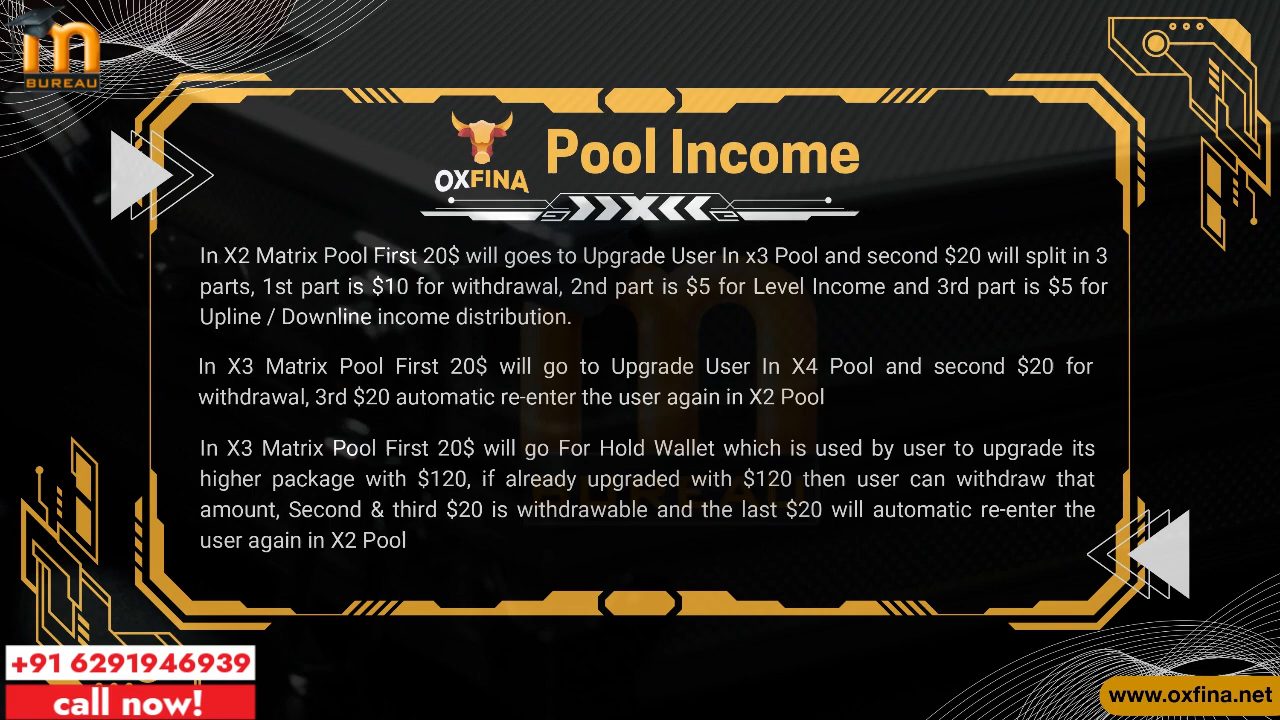 in
BUREAU
OXFINA
Pool Income
In X2 Matrix Pool First 20$ will goes to Upgrade User In x3 Pool and second $20 will split in 3
parts, 1st part is $10 for withdrawal, 2nd part is $5 for Level Income and 3rd part is $5 for
Upline / Downline income distribution.
In X3 Matrix Pool First 20$ will go to Upgrade User In X4 Pool and second $20 for
withdrawal, 3rd $20 automatic re-enter the user again in X2 Pool
In X3 Matrix Pool First 20$ will go For Hold Wallet which is used by user to upgrade its
higher package with $120, if already upgraded with $120 then user can withdraw that
amount, Second & third $20 is withdrawable and the last $20 will automatic re-enter the
user again in X2 Pool
+91 6291946939
call now!
www.oxfina.net